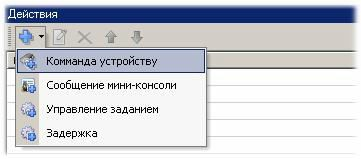 Действия
Комманда устройству
Сообщение мини-консоли
Управление заданием
Задержка